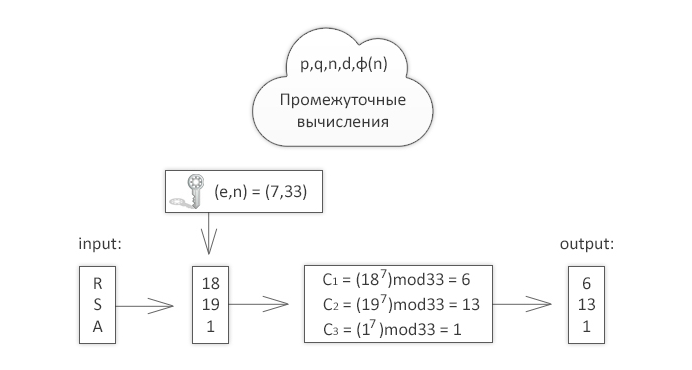 p,q,n,d,ф(n)
Промежуточные
вычисления
(e,n) = (7,33)
input:
output:
R
S
A
18
19
1
C₁ = (18⁷)mod33 = 6
C₂ = (19⁷)mod33 = 13
C₃ = (1⁷)mod33 = 1
6
13
1